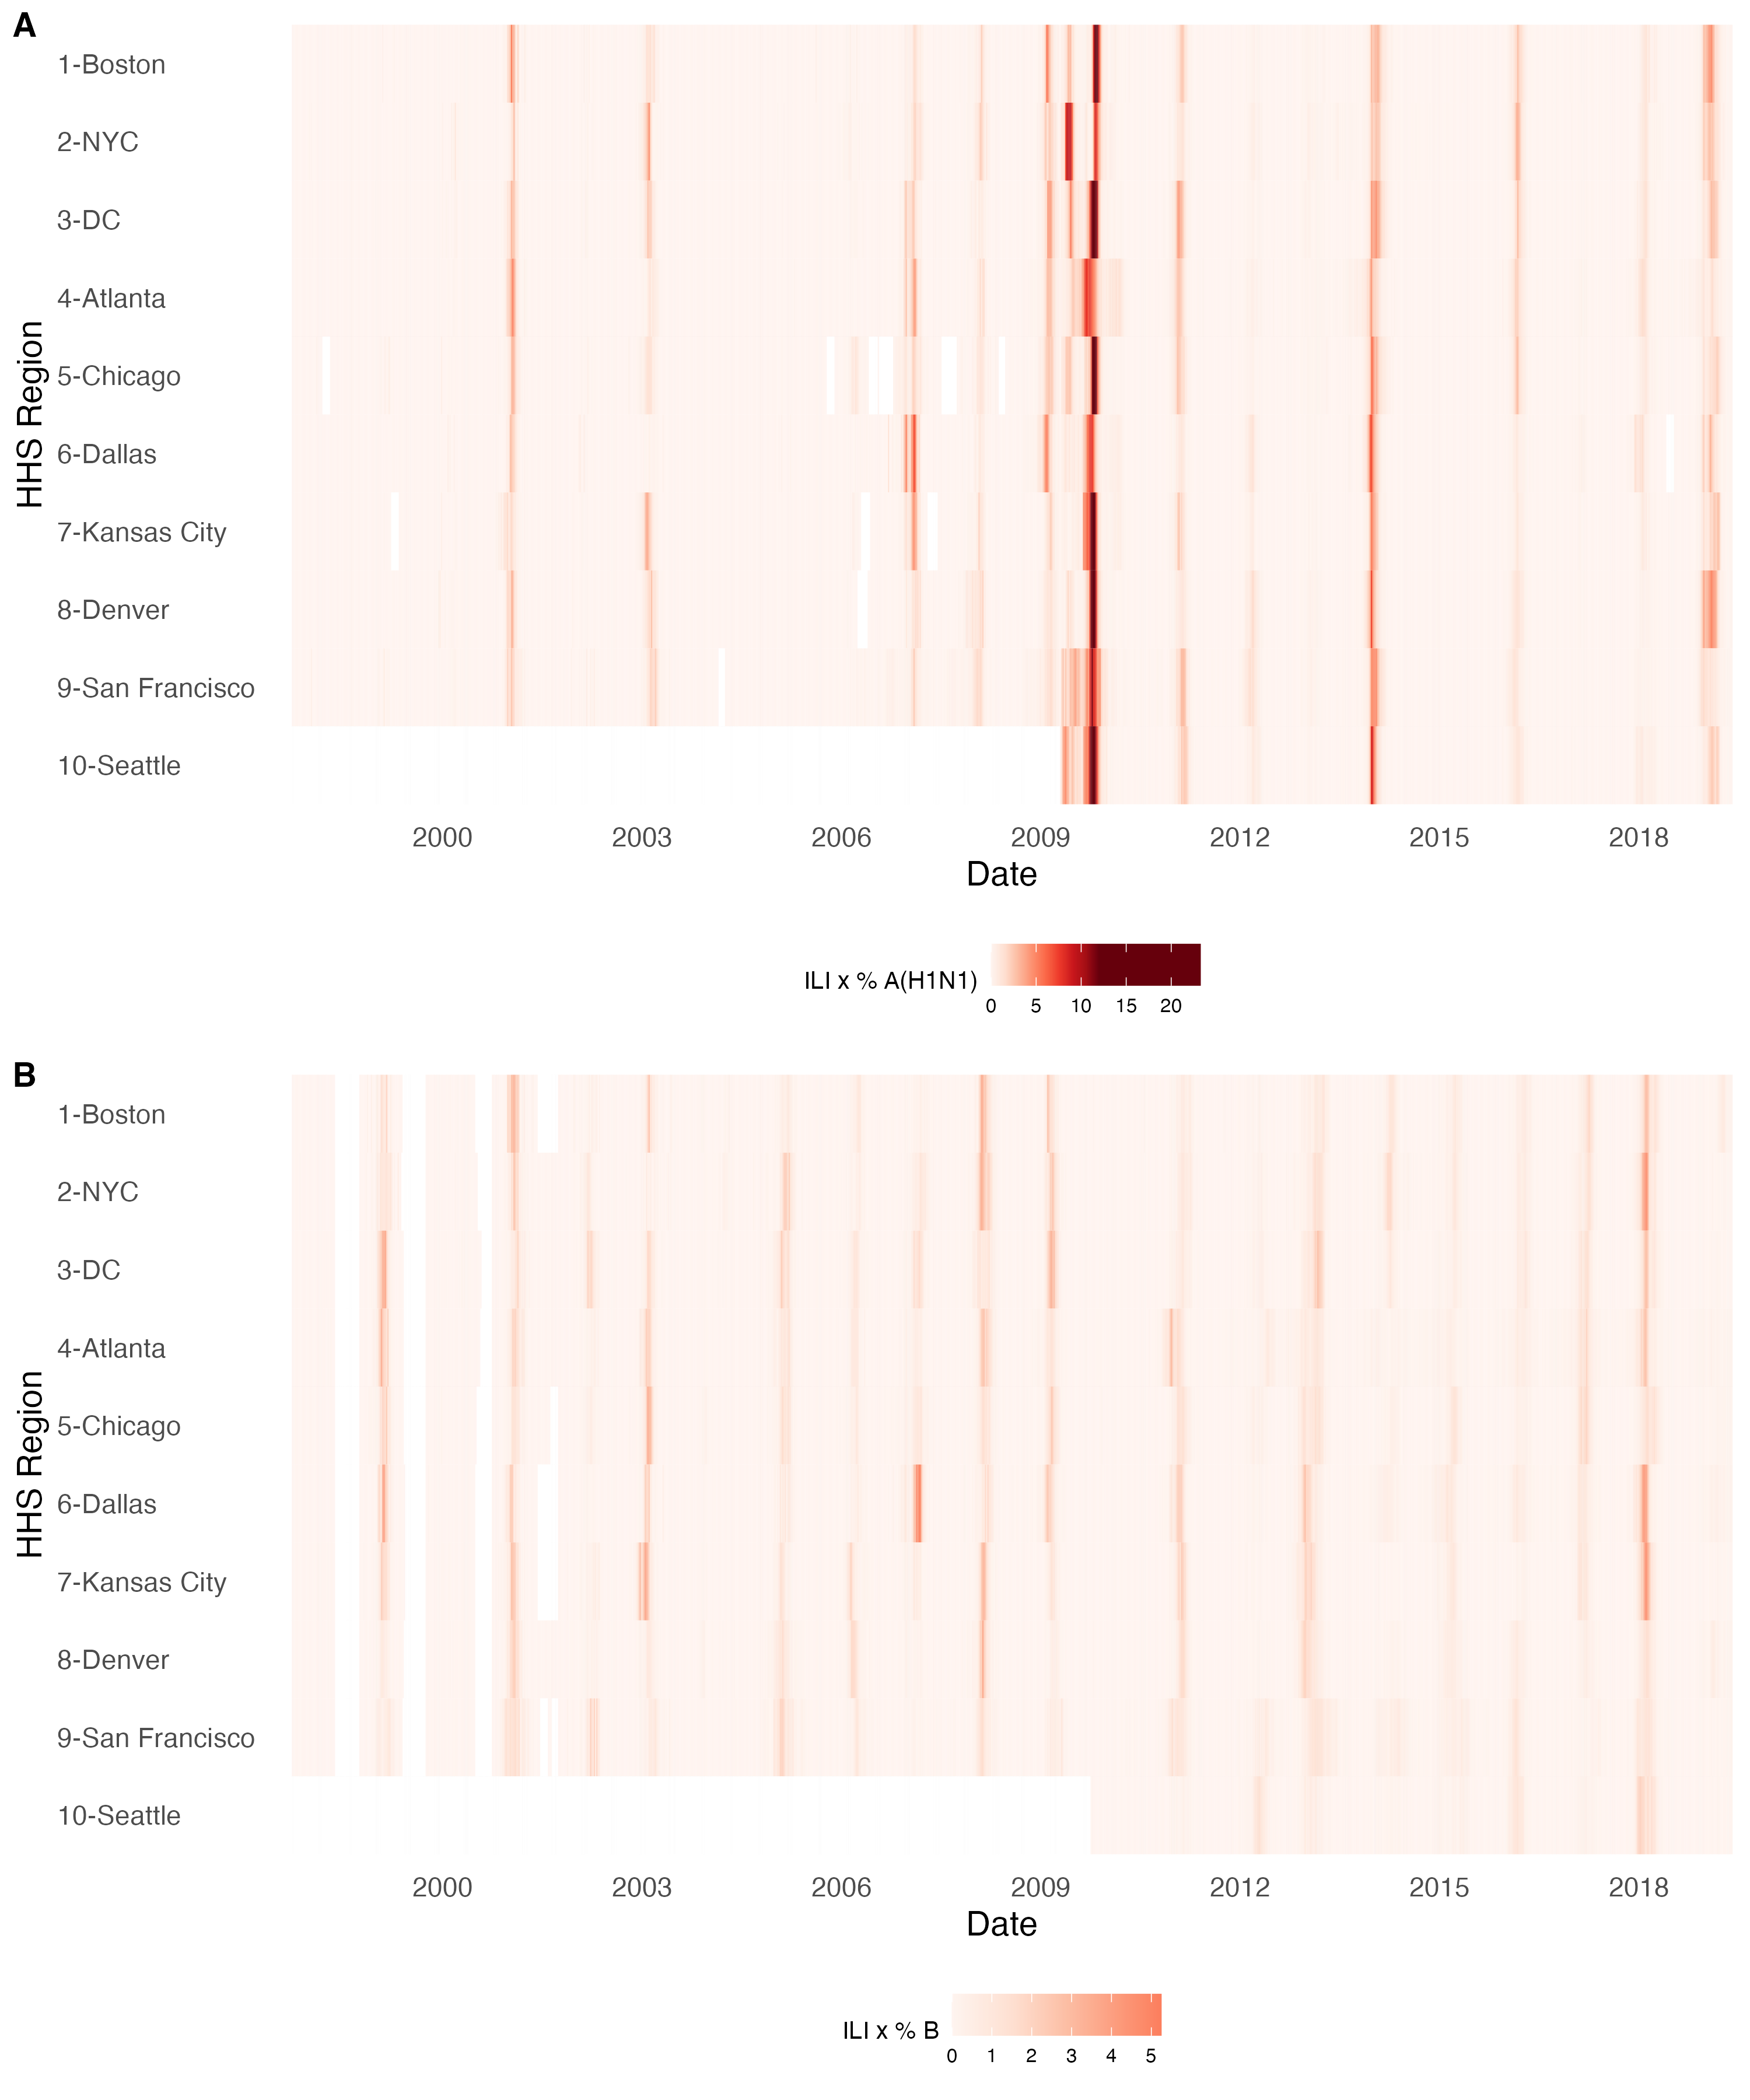 A
1-Boston
2-NYC
3-DC
4-Atlanta
5-Chicago
6-Dallas
7-Kansas City
8-Denver
9-San Francisco
10-Seattle
HHS Region
2000 2003 2006 2009 2012 2015 2018
Date
ILI x % A(H1N1)
0 5 10 15 20
B
1-Boston
2-NYC
3-DC
4-Atlanta
5-Chicago
6-Dallas
7-Kansas City
8-Denver
9-San Francisco
10-Seattle
HHS Region
2000 2003 2006 2009 2012 2015 2018
Date
ILI x % B
0 1 2 3 4 5